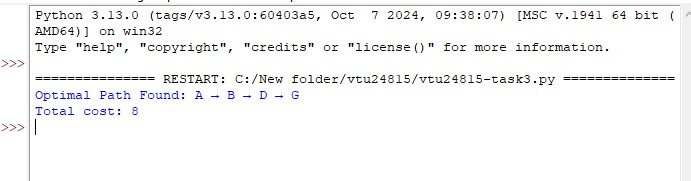 Python 3.13.0 (tags/v3.13.0:60403a5, Oct  7 2024, 09:38:07) [MSC v.1941 64 bit (
AMD64)] on win32
Type "help", "copyright", "credits" or "license()" for more information.
>>>
=============== RESTART: C:/New folder/vtu24815/vtu24815-task3.py ==============
Optimal Path Found: A → B → D → G
Total cost: 8
>>>